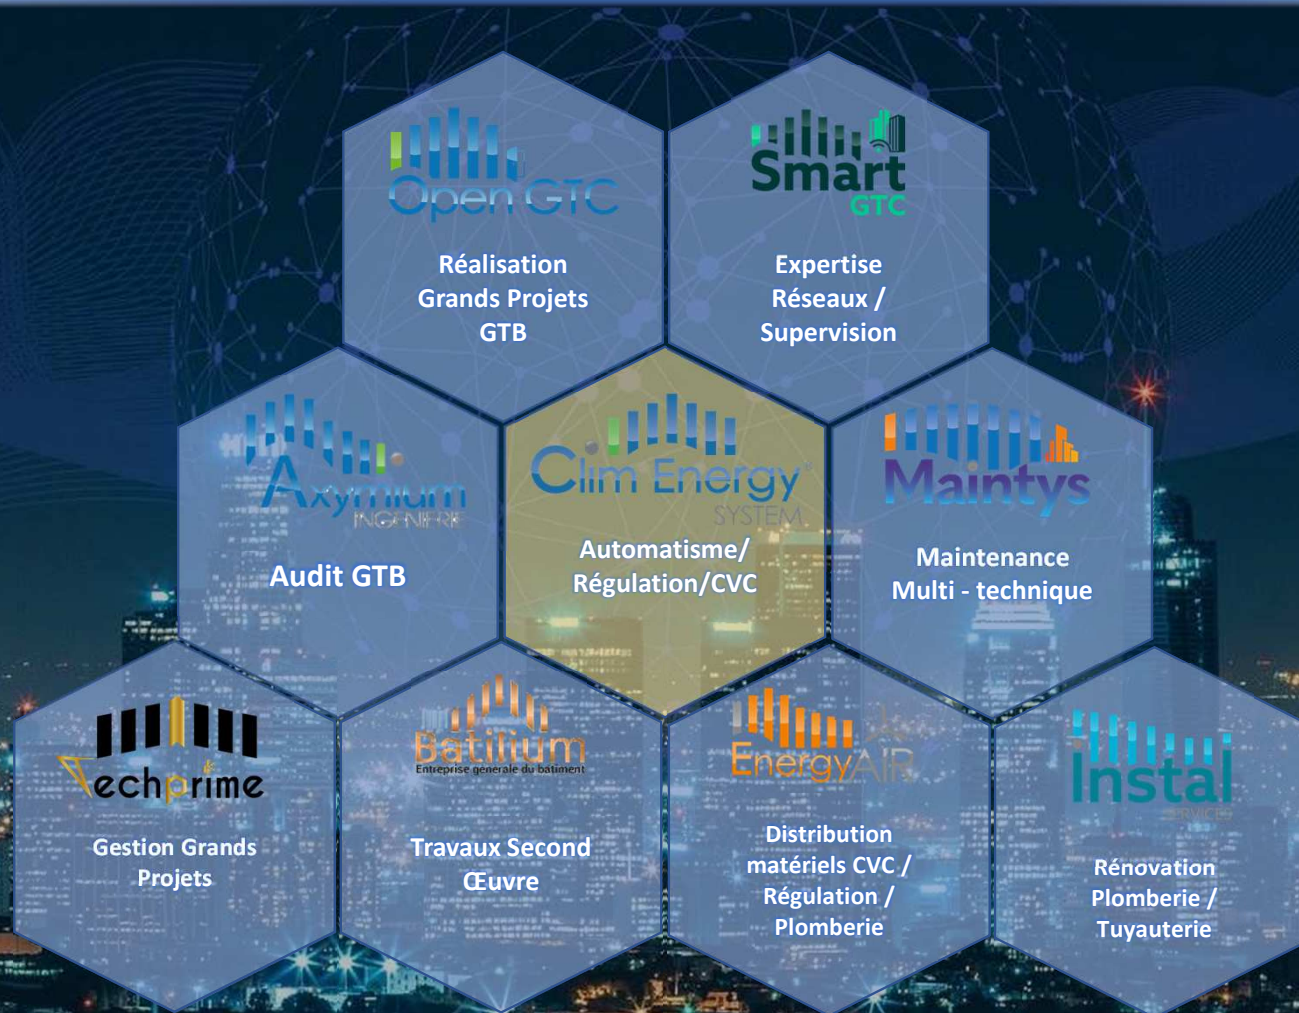 Open GTC
Smart
GTC
Réalisation
Grands Projets
GTB
Expertise
Réseaux /
Supervision
Axymium
INGENIERIE
Audit GTB
Clim Energy
SYSTEM
Automatisme/
Régulation/CVC
Maintys
Maintenance
Multi - technique
Techprime
Gestion Grands
Projets
Batilium
Entreprise generale du batiment
Travaux Second
Œuvre
EnergyAIR
Distribution
matériels CVC /
Régulation /
Plomberie
Instal
SERVICES
Rénovation
Plomberie /
Tuyauterie